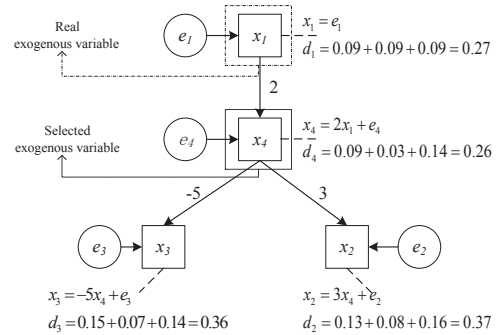 Real
exogenous variable
e₁
x₁
x₁ = e₁
d₁ = 0.09 + 0.09 + 0.09 = 0.27
2
Selected
exogenous variable
e₄
x₄
x₄ = 2x₁ + e₄
d₄ = 0.09 + 0.03 + 0.14 = 0.26
-5
3
e₃
x₃
x₂
e₂
x₃ = −5x₄ + e₃
d₃ = 0.15 + 0.07 + 0.14 = 0.36
x₂ = 3x₄ + e₂
d₂ = 0.13 + 0.08 + 0.16 = 0.37